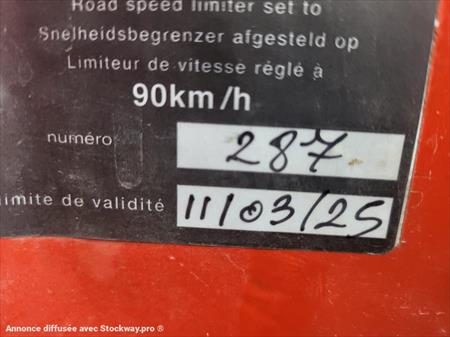 Road speed limiter set to
Snelheidsbegrenzer afgesteld op
Limiteur de vitesse réglé à
90km/h
numéro 287
limite de validité 11/03/25
Annonce diffusée avec Stockway.pro ®